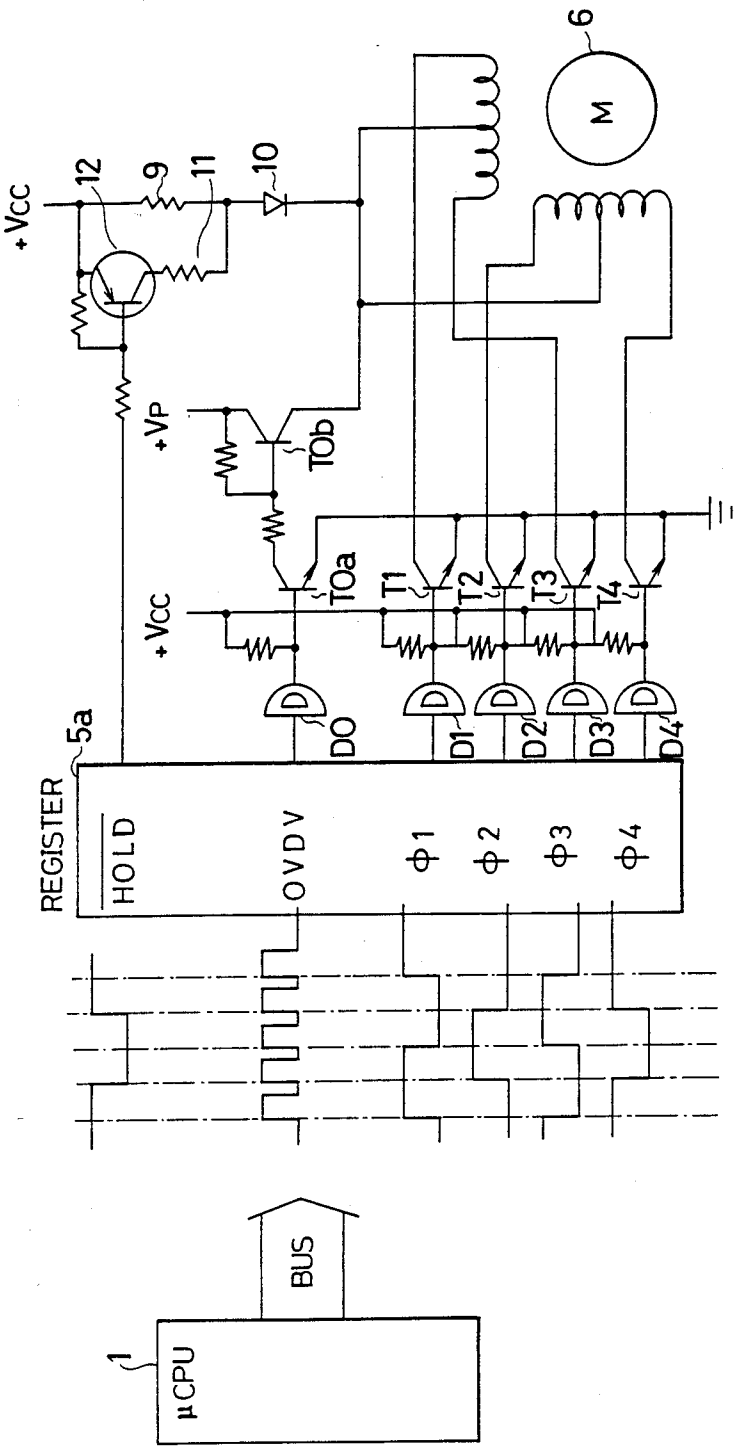 +Vcc
12
9
11
10
6
M
+VP
T0b
+Vcc
T0a
T1
T2
T3
T4
D
D
D
D
D
D0
D1
D2
D3
D4
REGISTER
5a
HOLD
OVDV
Φ1
Φ2
Φ3
Φ4
BUS
1
μCPU